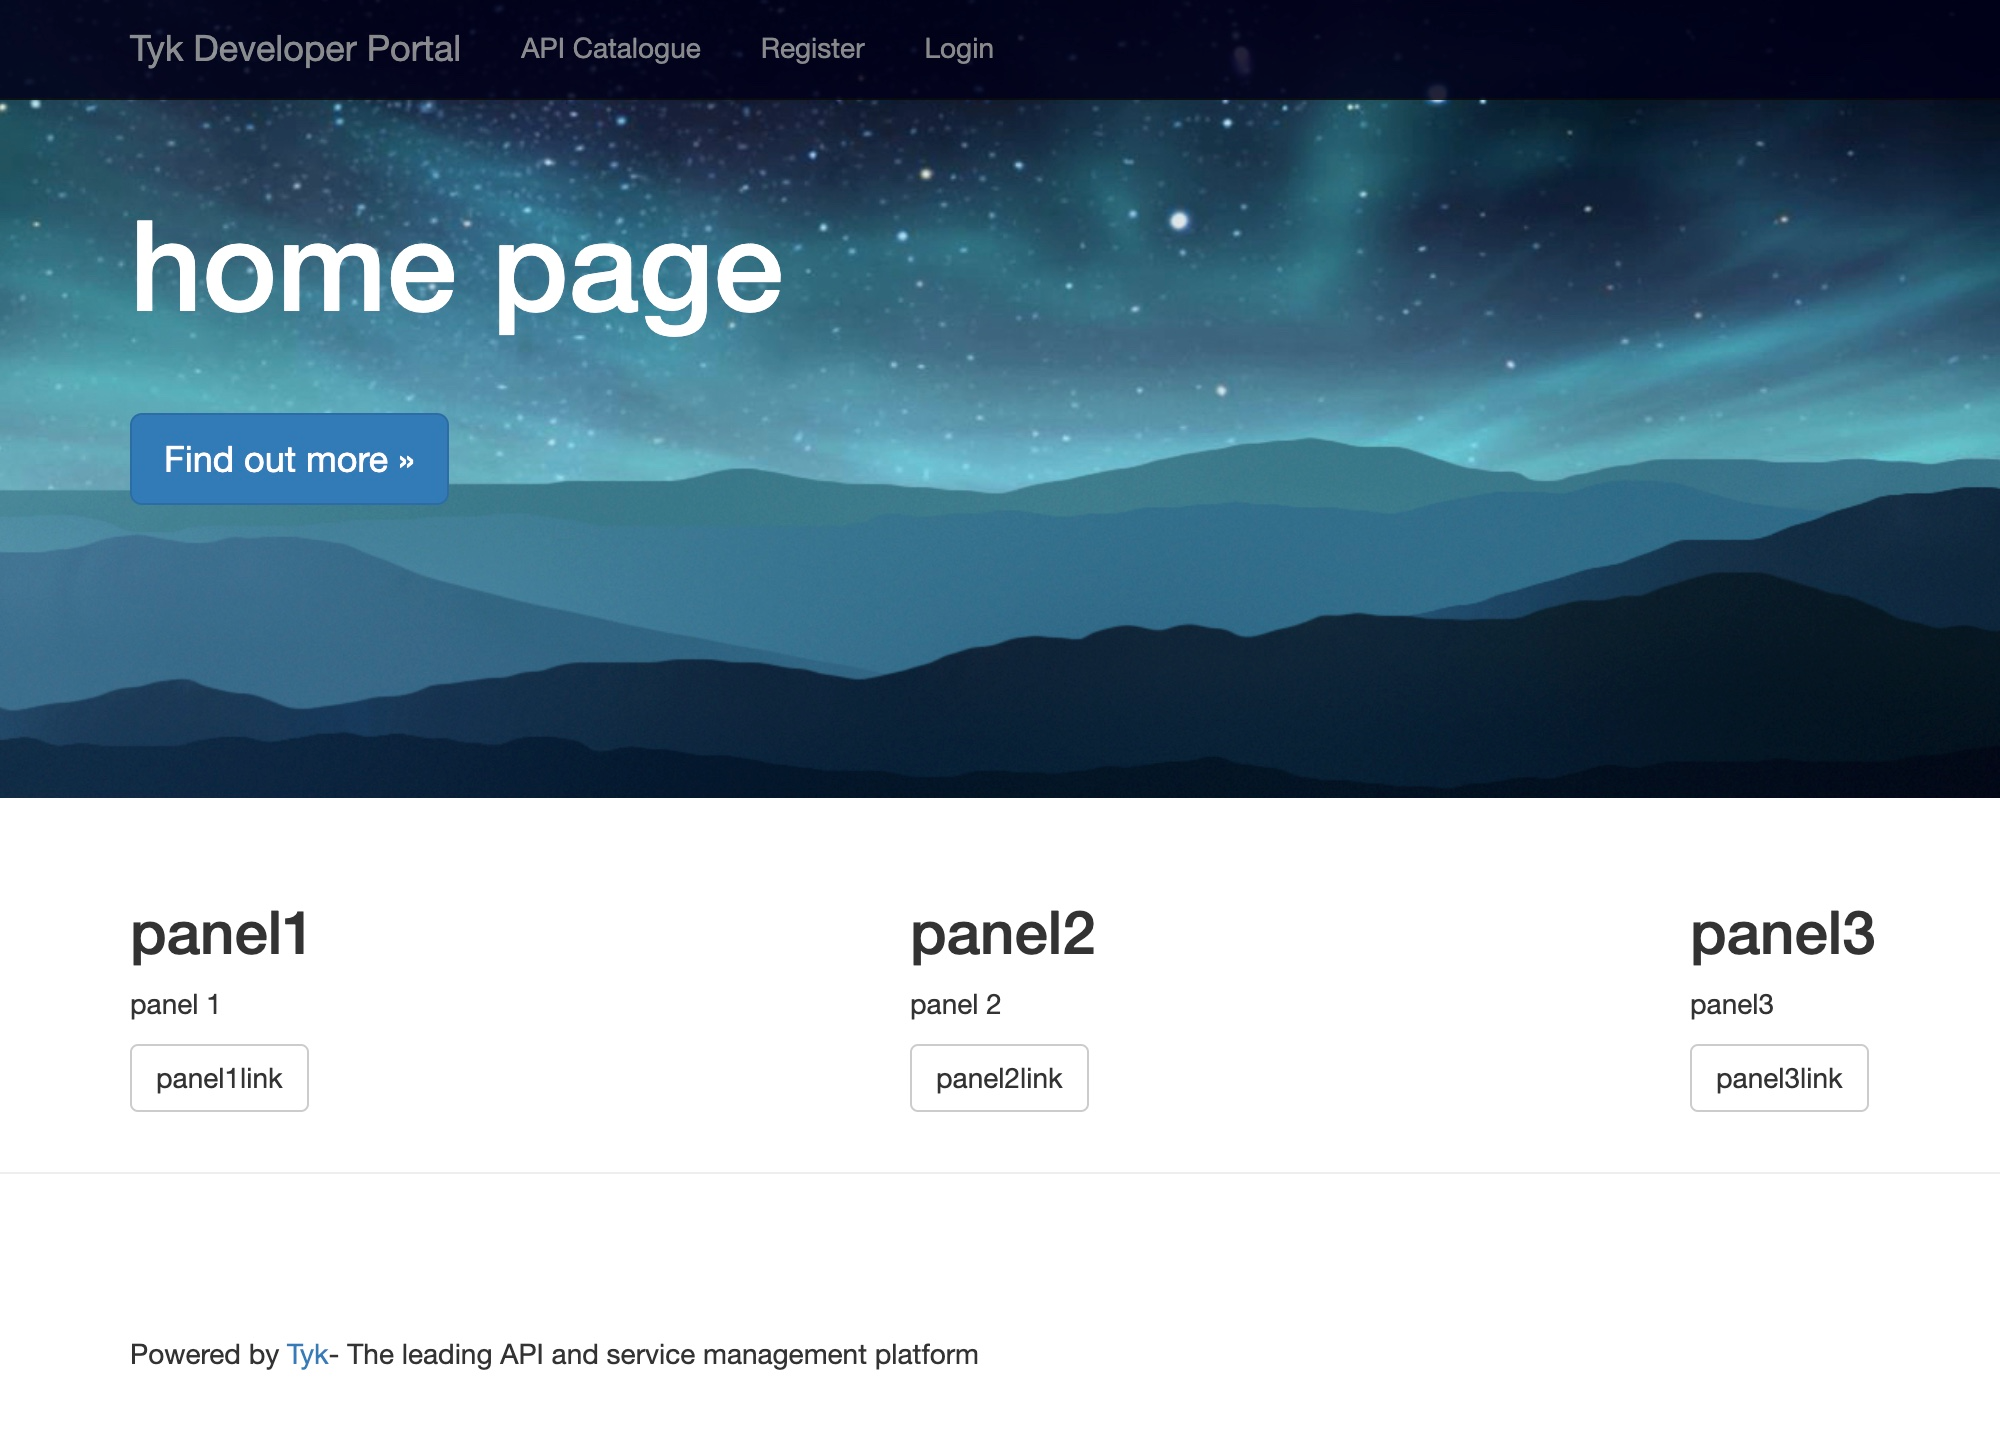 Tyk Developer Portal API Catalogue Register Login
home page
Find out more »
panel1 panel2 panel3
panel 1 panel 2 panel3
panel1link panel2link panel3link
Powered by Tyk- The leading API and service management platform